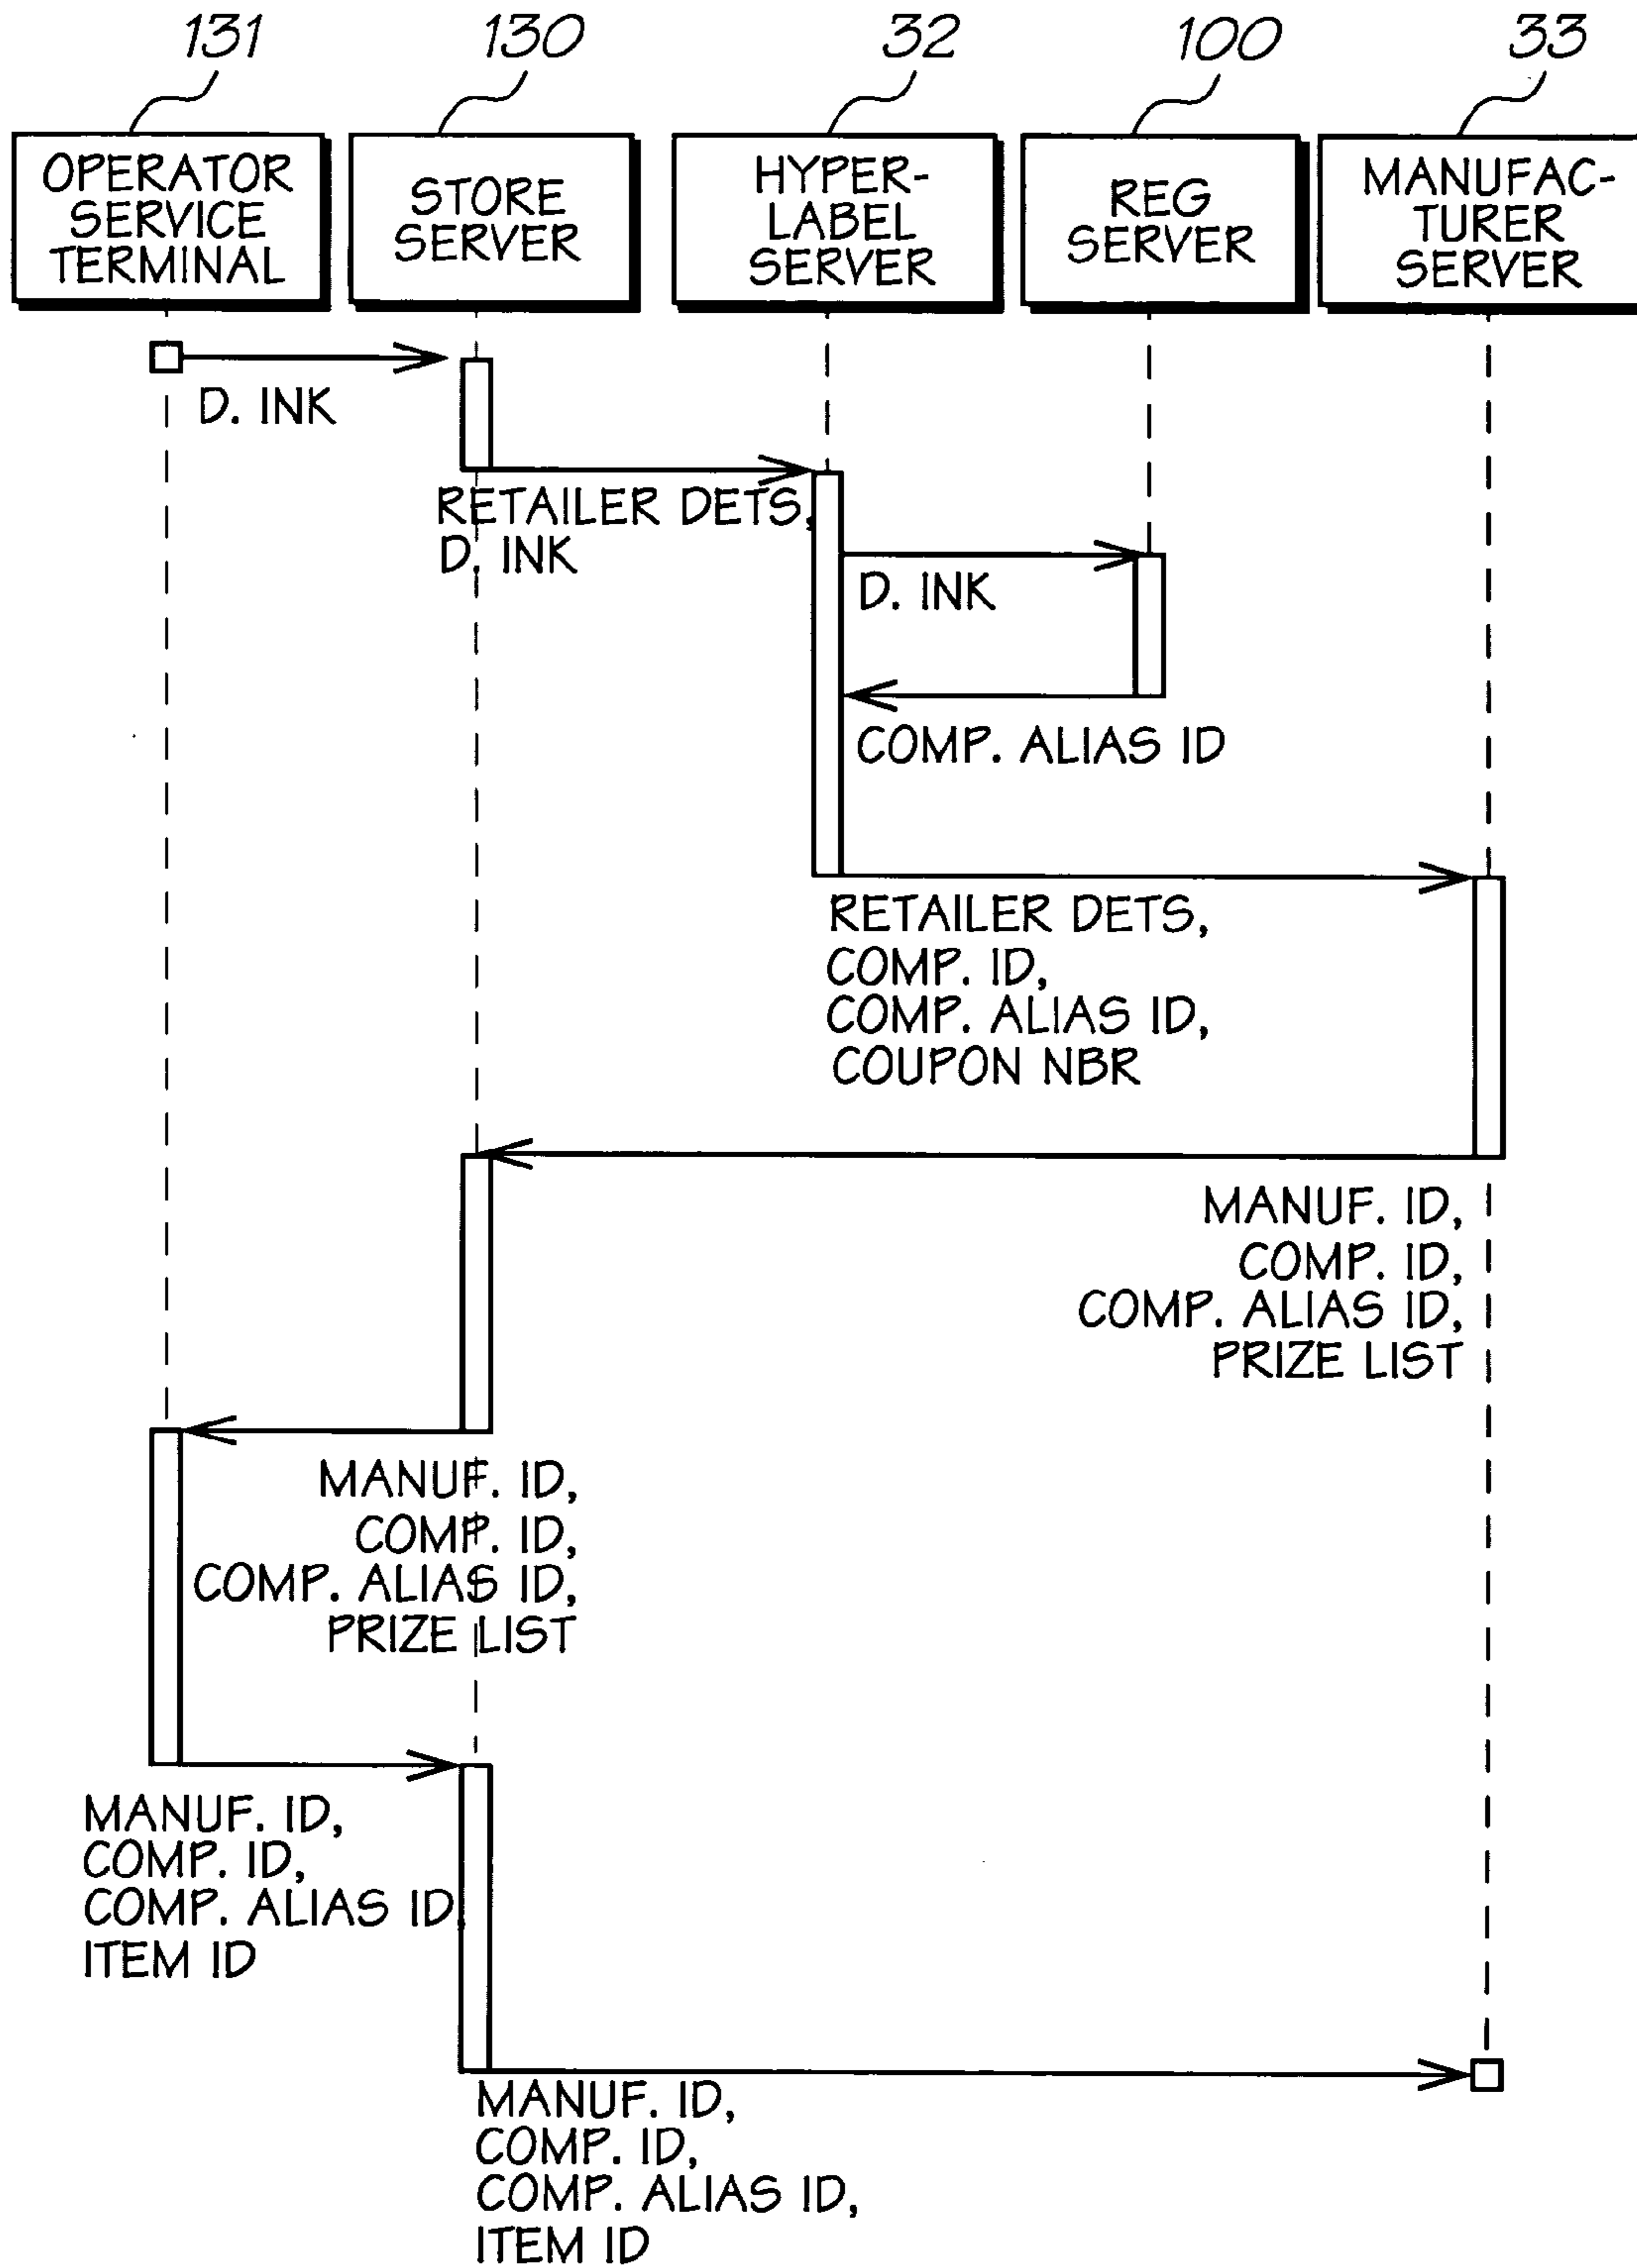 131
130
32
100
33
OPERATOR
SERVICE
TERMINAL
STORE
SERVER
HYPER-
LABEL
SERVER
REG
SERVER
MANUFAC-
TURER
SERVER
D. INK
RETAILER DETS,
D. INK
D. INK
COMP. ALIAS ID
RETAILER DETS,
COMP. ID,
COMP. ALIAS ID,
COUPON NBR
MANUF. ID,
COMP. ID,
COMP. ALIAS ID,
PRIZE LIST
MANUF. ID,
COMP. ID,
COMP. ALIAS ID,
PRIZE LIST
MANUF. ID,
COMP. ID,
COMP. ALIAS ID
ITEM ID
MANUF. ID,
COMP. ID,
COMP. ALIAS ID,
ITEM ID